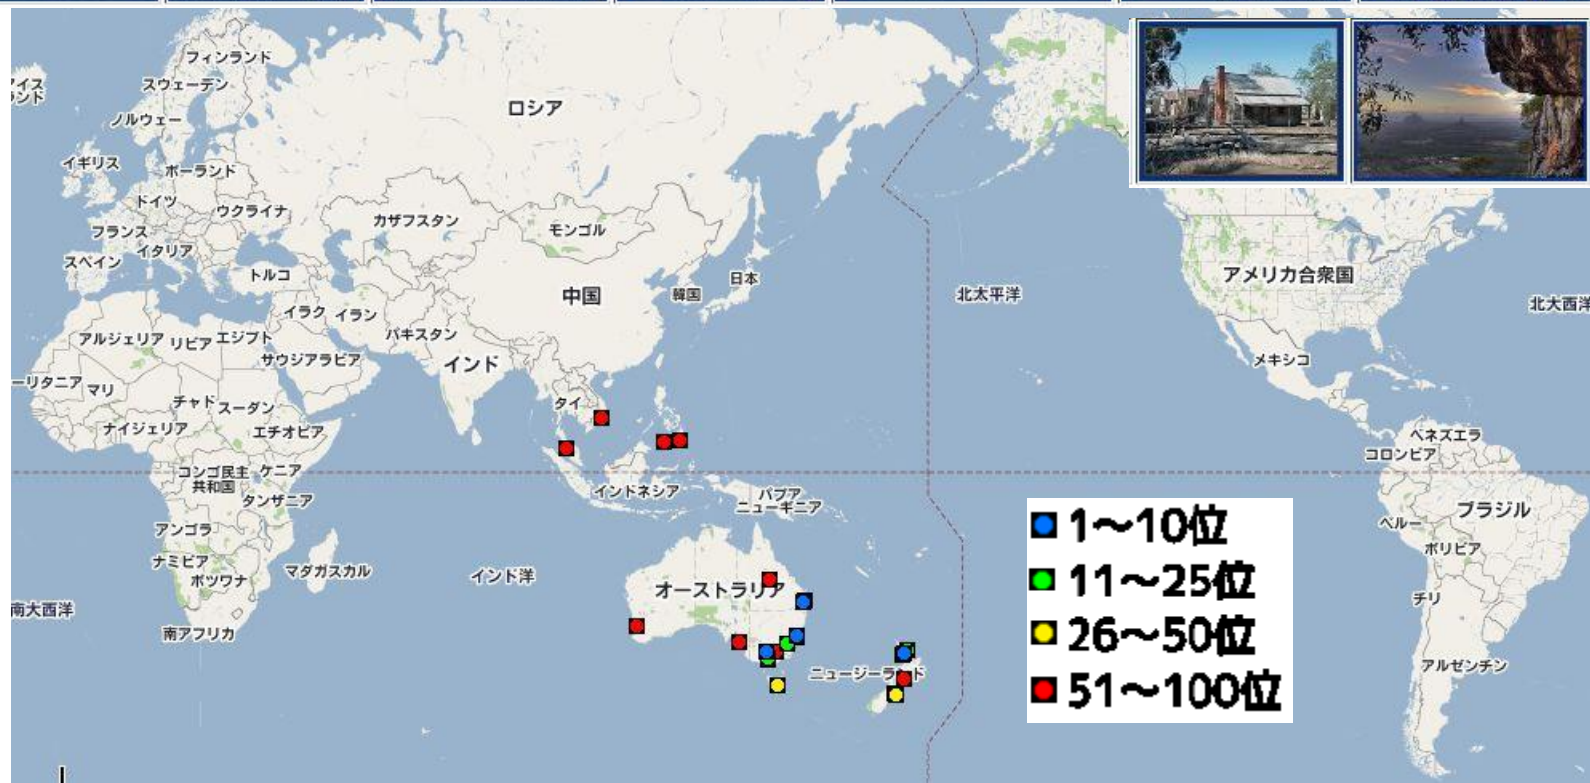 フィンランド
アイス
ランド
スウェーデン
ノルウェー
ロシア
イギリス
ポーランド
ドイツ
ウクライナ
フランス
イタリア
スペイン
トルコ
カザフスタン
モンゴル
中国
韓国
日本
北太平洋
アメリカ合衆国
北大西洋
イラク
イラン
アルジェリア
リビア
エジプト
パキスタン
サウジアラビア
インド
メキシコ
ーリタニア
マリ
タイ
チャド
スーダン
ナイジェリア
エチオピア
ベネズエラ
コロンビア
コンゴ民主
共和国
ケニア
タンザニア
インドネシア
パプア
ニューギニア
ブラジル
ペルー
アンゴラ
ナミビア
ボツワナ
マダガスカル
インド洋
オーストラリア
ボリビア
チリ
南大西洋
南アフリカ
ニュージーランド
アルゼンチン
1～10位
11～25位
26～50位
51～100位